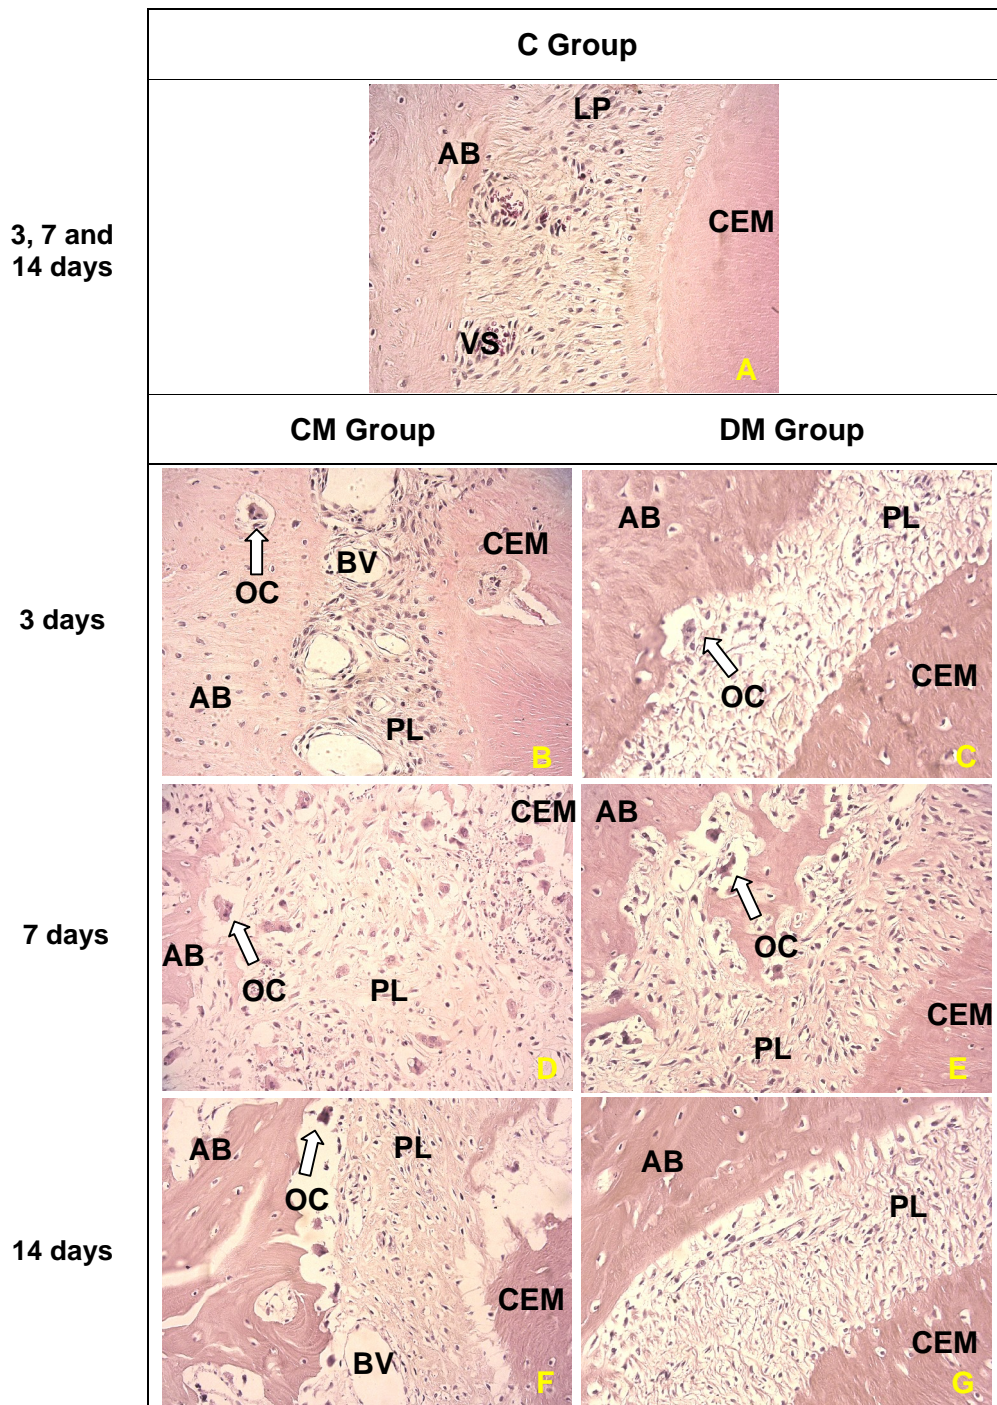 C Group
3, 7 and
14 days
LP
AB
CEM
VS
A
CM Group
DM Group
3 days
OC
BV
CEM
AB
PL
B
AB
PL
OC
CEM
C
7 days
CEM
AB
OC
PL
D
AB
OC
CEM
PL
E
14 days
AB
PL
OC
CEM
BV
F
AB
PL
CEM
G